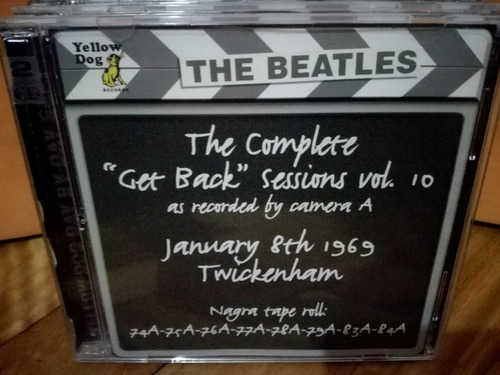 Yellow
Dog
RECORDS
THE BEATLES
The Complete
"Get Back" Sessions vol. 10
as recorded by camera A
January 8th 1969
Twickenham
Nagra tape roll:
74A-75A-76A-77A-78A-79A-83A-84A